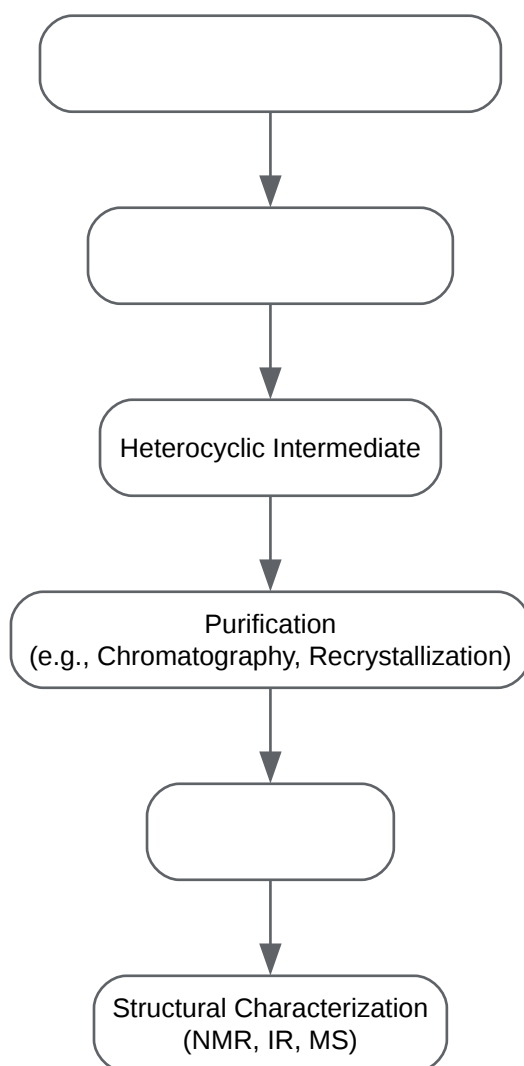 Heterocyclic Intermediate
Purification
(e.g., Chromatography, Recrystallization)
Structural Characterization
(NMR, IR, MS)